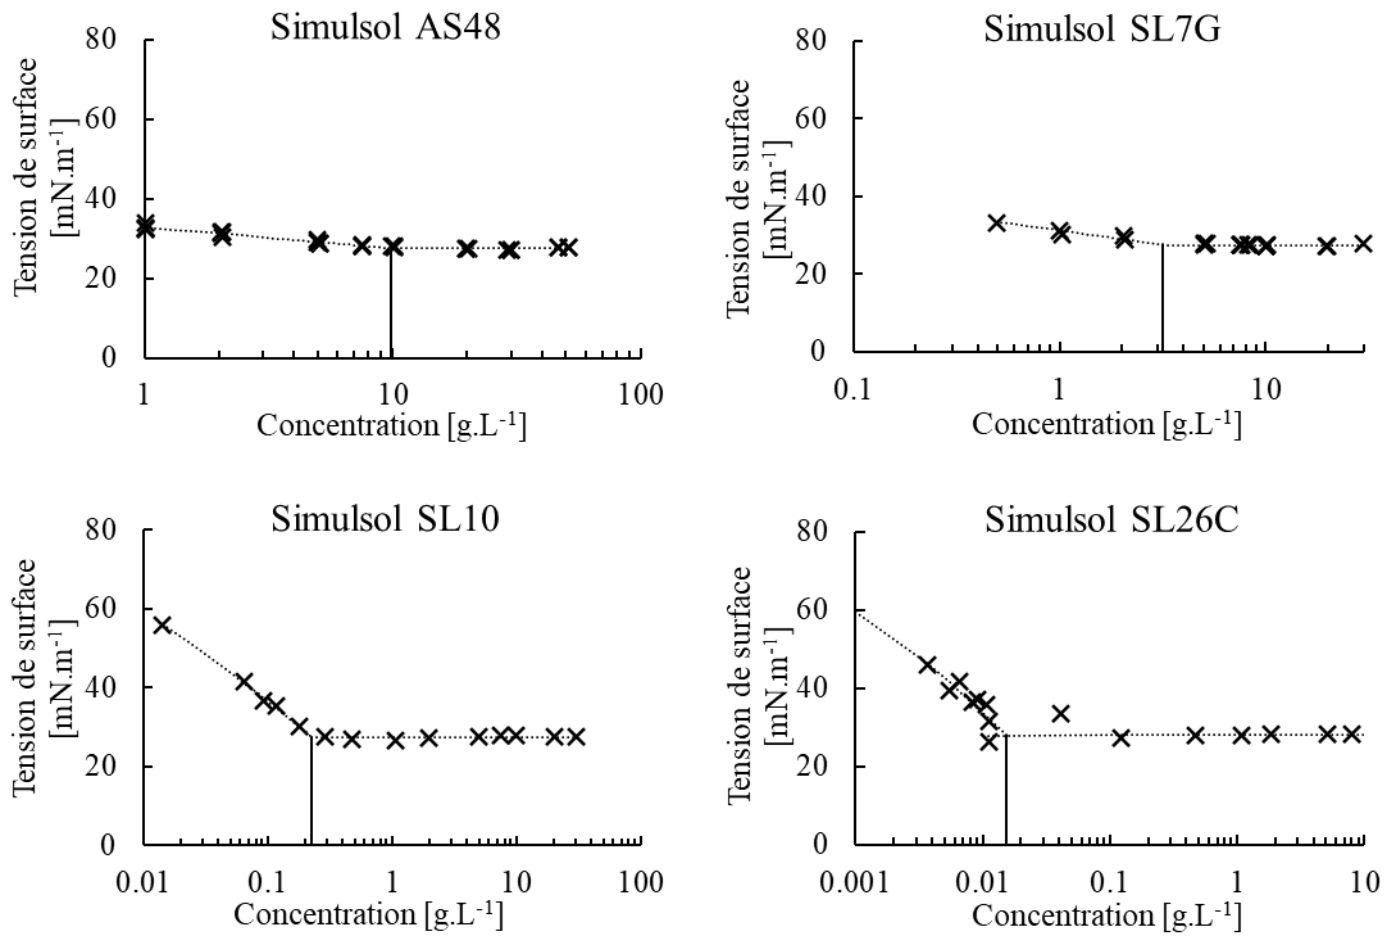 Simulsol AS48
Tension de surface
[mN.m⁻¹]
80
60
40
20
0
1
10
100
Concentration [g.L⁻¹]
Simulsol SL7G
Tension de surface
[mN.m⁻¹]
80
60
40
20
0
0.1
1
10
Concentration [g.L⁻¹]
Simulsol SL10
Tension de surface
[mN.m⁻¹]
80
60
40
20
0
0.01
0.1
1
10
100
Concentration [g.L⁻¹]
Simulsol SL26C
Tension de surface
[mN.m⁻¹]
80
60
40
20
0
0.001
0.01
0.1
1
10
Concentration [g.L⁻¹]